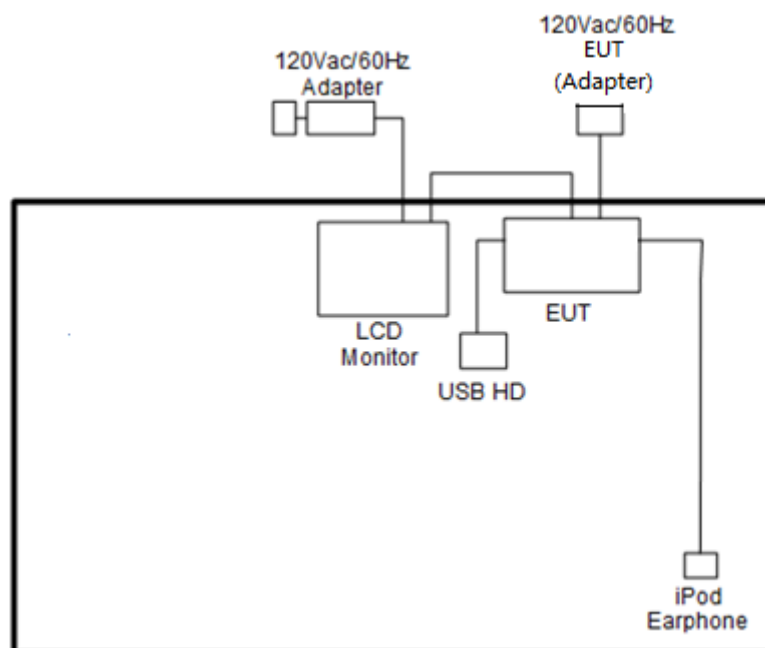 120Vac/60Hz
Adapter
120Vac/60Hz
EUT
(Adapter)
LCD
Monitor
EUT
USB HD
iPod
Earphone